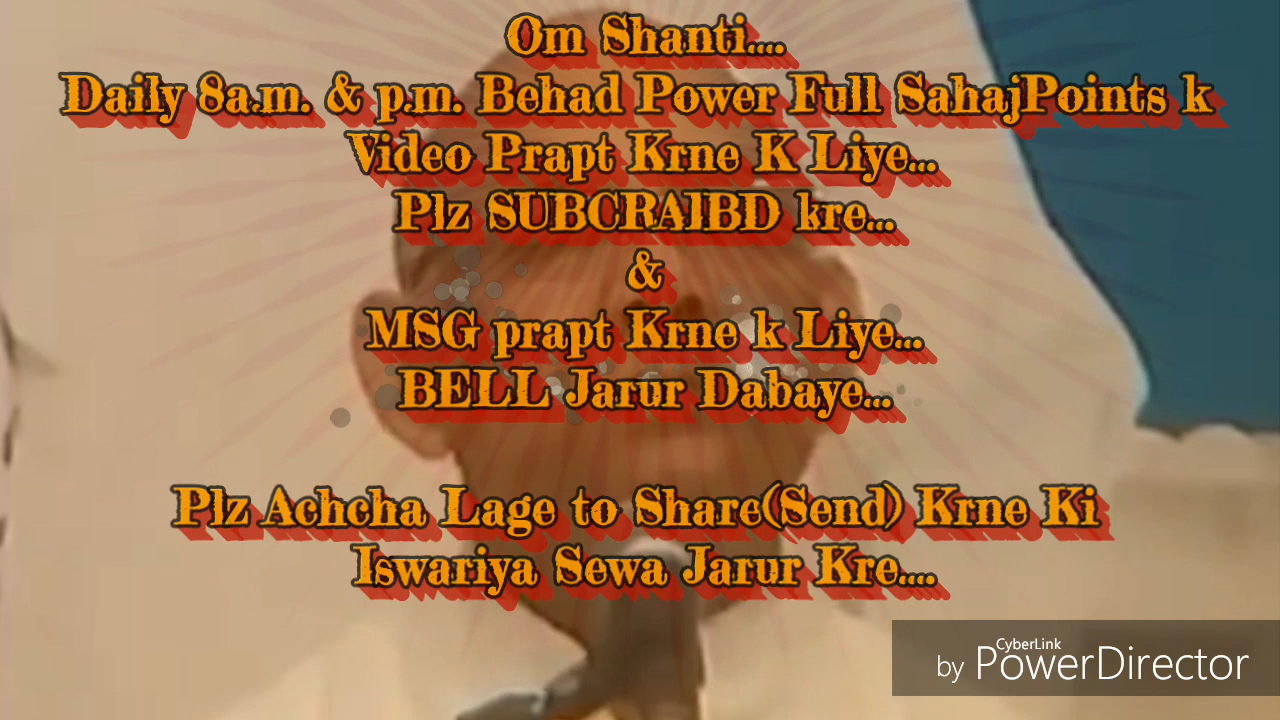 Om Shanti....
Daily 8a.m. & p.m. Behad Power Full SahajPoints k
Video Prapt Krne K Liye...
Plz SUBCRAIBD kre...
&
MSG prapt Krne k Liye...
BELL Jarur Dabaye...
Plz Achcha Lage to Share(Send) Krne Ki
Iswariya Sewa Jarur Kre....
CyberLink
by PowerDirector